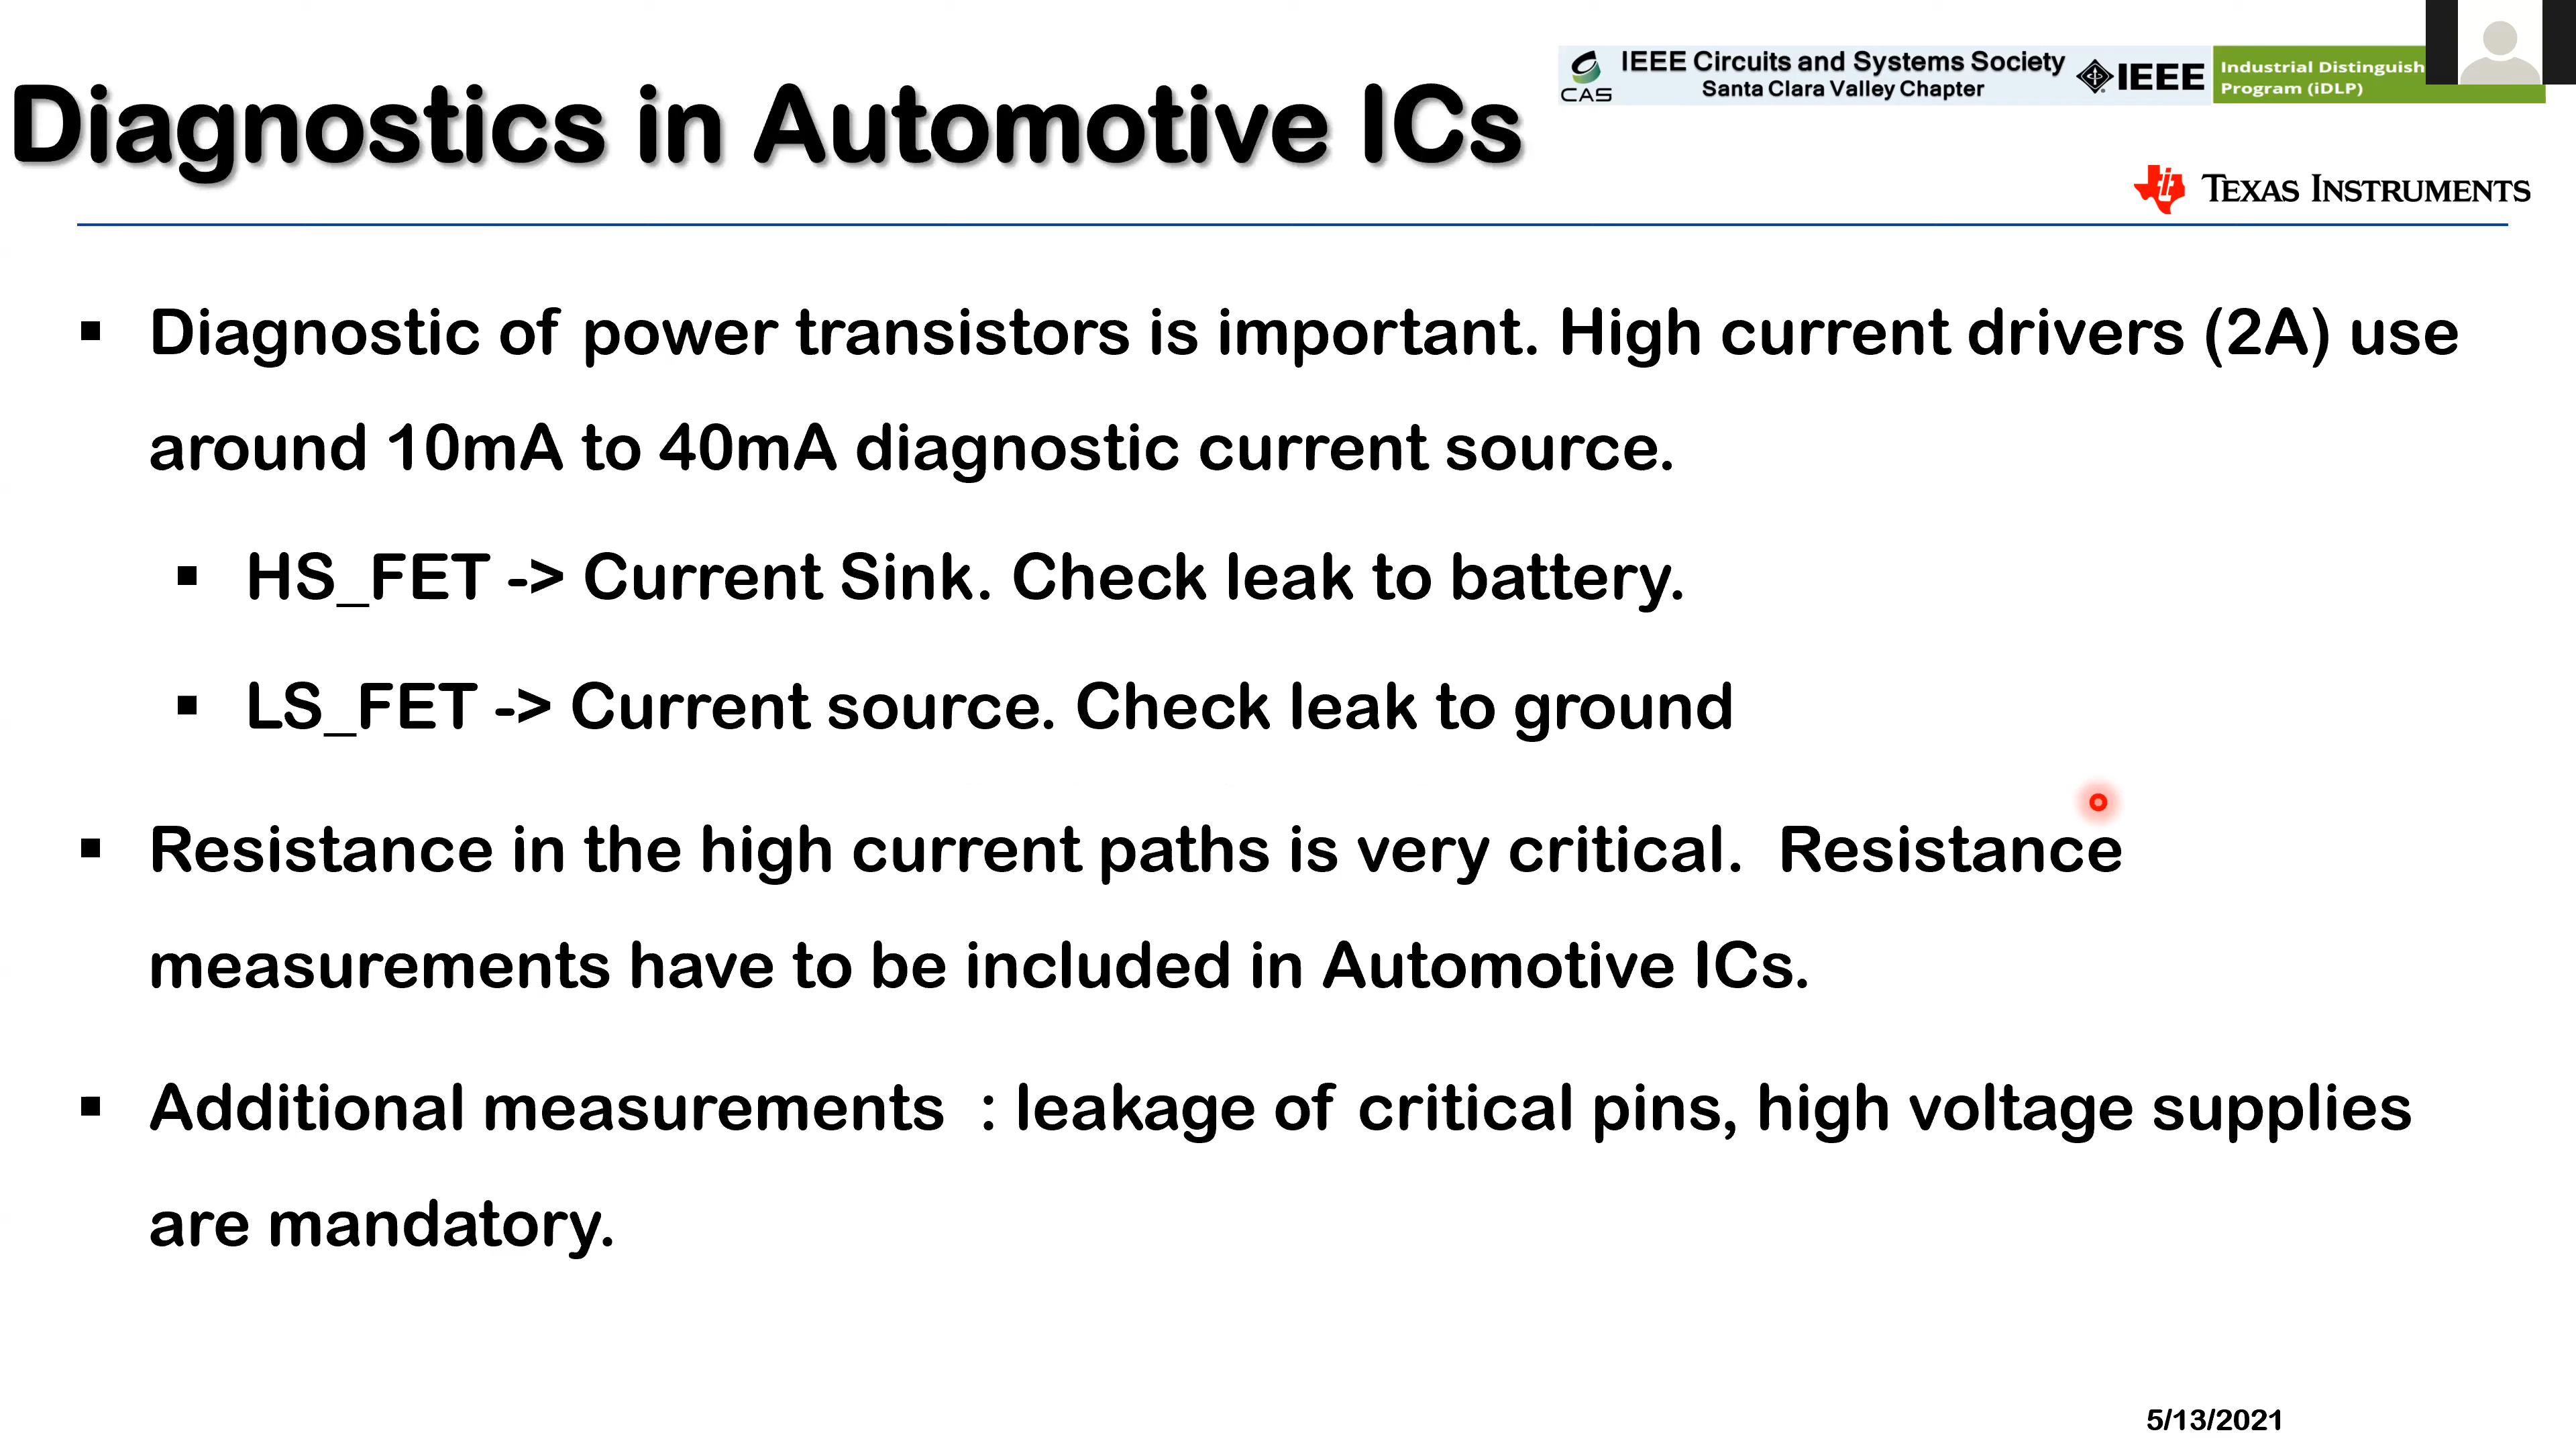 IEEE Circuits and Systems Society
Santa Clara Valley Chapter
CAS
IEEE
Industrial Distinguish
Program (iDLP)
Diagnostics in Automotive ICs
TEXAS INSTRUMENTS
▪ Diagnostic of power transistors is important. High current drivers (2A) use
around 10mA to 40mA diagnostic current source.
▪ HS_FET -> Current Sink. Check leak to battery.
▪ LS_FET -> Current source. Check leak to ground
▪ Resistance in the high current paths is very critical.  Resistance
measurements have to be included in Automotive ICs.
▪ Additional measurements  : leakage of critical pins, high voltage supplies
are mandatory.
5/13/2021